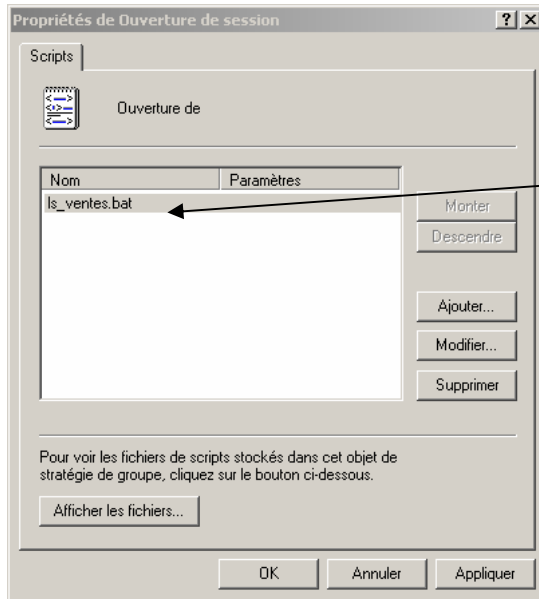 Propriétés de Ouverture de session
Scripts
Ouverture de
Nom Paramètres
ls_ventes.bat
Monter
Descendre
Ajouter...
Modifier...
Supprimer
Pour voir les fichiers de scripts stockés dans cet objet de
stratégie de groupe, cliquez sur le bouton ci-dessous.
Afficher les fichiers...
OK Annuler Appliquer